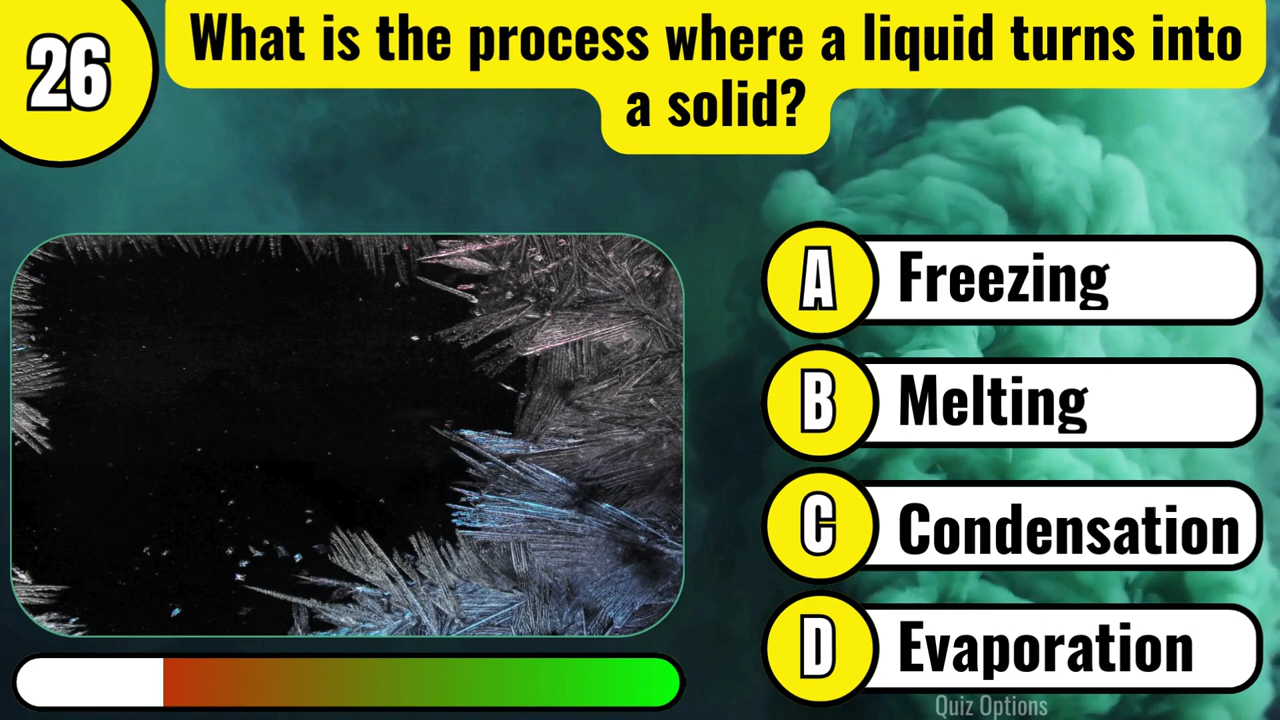 26
What is the process where a liquid turns into
a solid?
A Freezing
B Melting
C Condensation
D Evaporation
Quiz Options